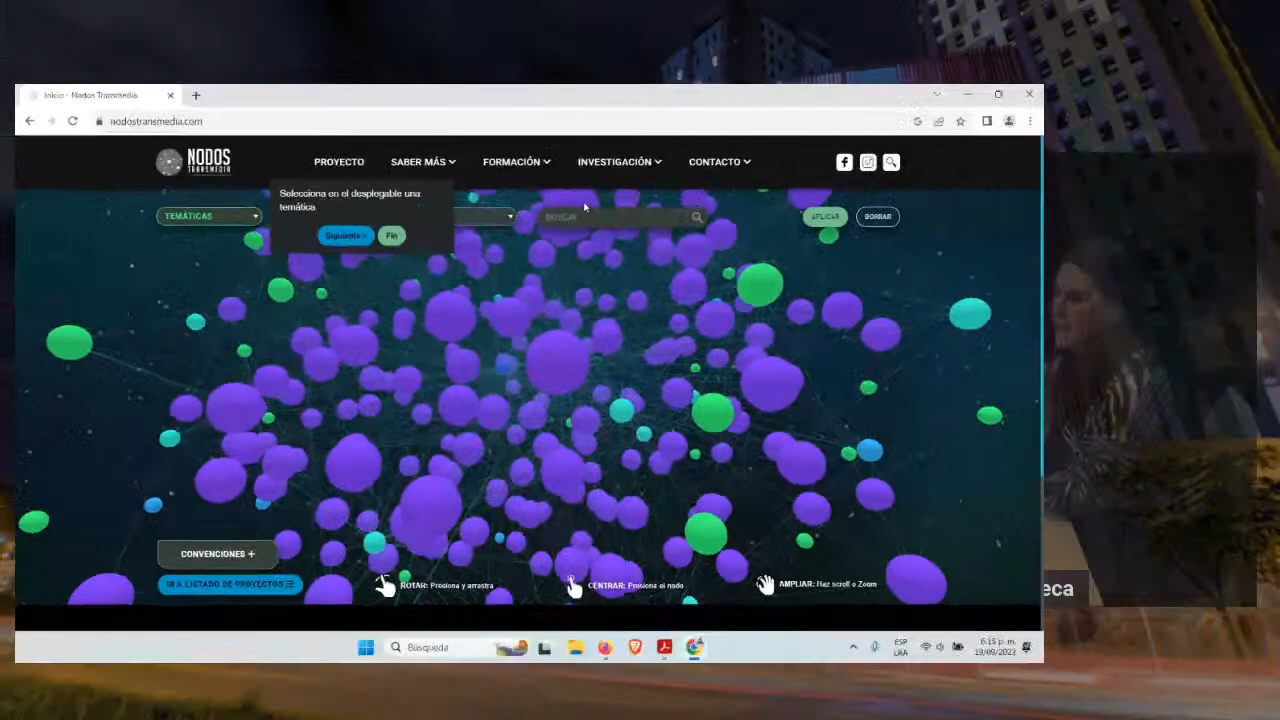 Inicio - Nodos Transmedia
nodostransmedia.com
NODOS
TRANSMEDIA
PROYECTO
SABER MÁS
FORMACIÓN
INVESTIGACIÓN
CONTACTO
Selecciona en el desplegable una
temática.
Siguiente
Fin
TEMÁTICAS
BUSCAR
APLICAR
BORRAR
CONVENCIONES +
IR A LISTADO DE PROYECTOS
ROTAR: Presiona y arrastra
CENTRAR: Presiona el nodo
AMPLIAR: Haz scroll o Zoom
eca
Búsqueda
ESP
LAA
6:15 p. m.
19/09/2023